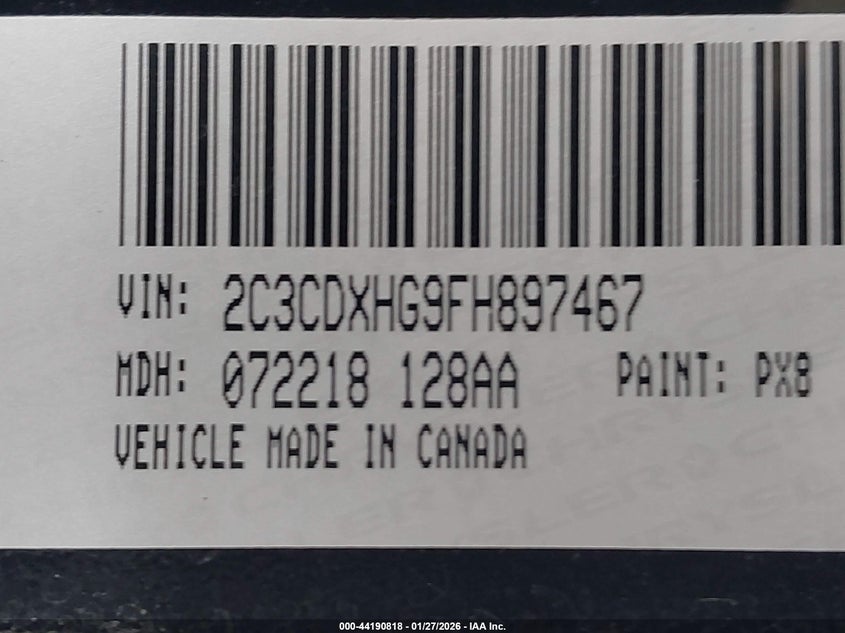 VIN: 2C3CDXHG9FH897467
MDH: 072218 128AA PAINT: PX8
VEHICLE MADE IN CANADA
000-44190818 - 01/27/2026 - IAA Inc.